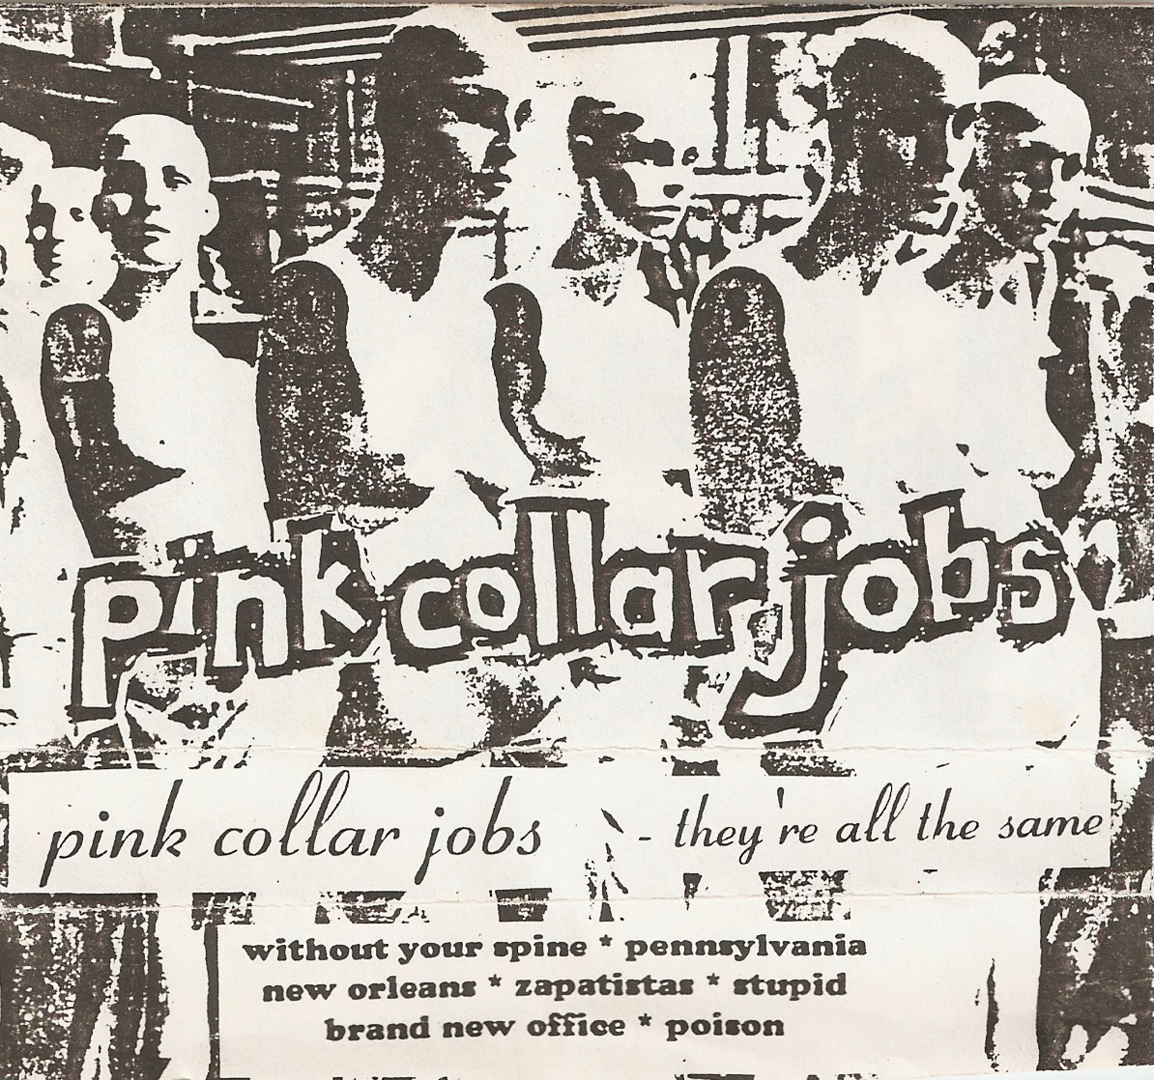 pink collar jobs
pink collar jobs - they're all the same
without your spine * pennsylvania
new orleans * zapatistas * stupid
brand new office * poison